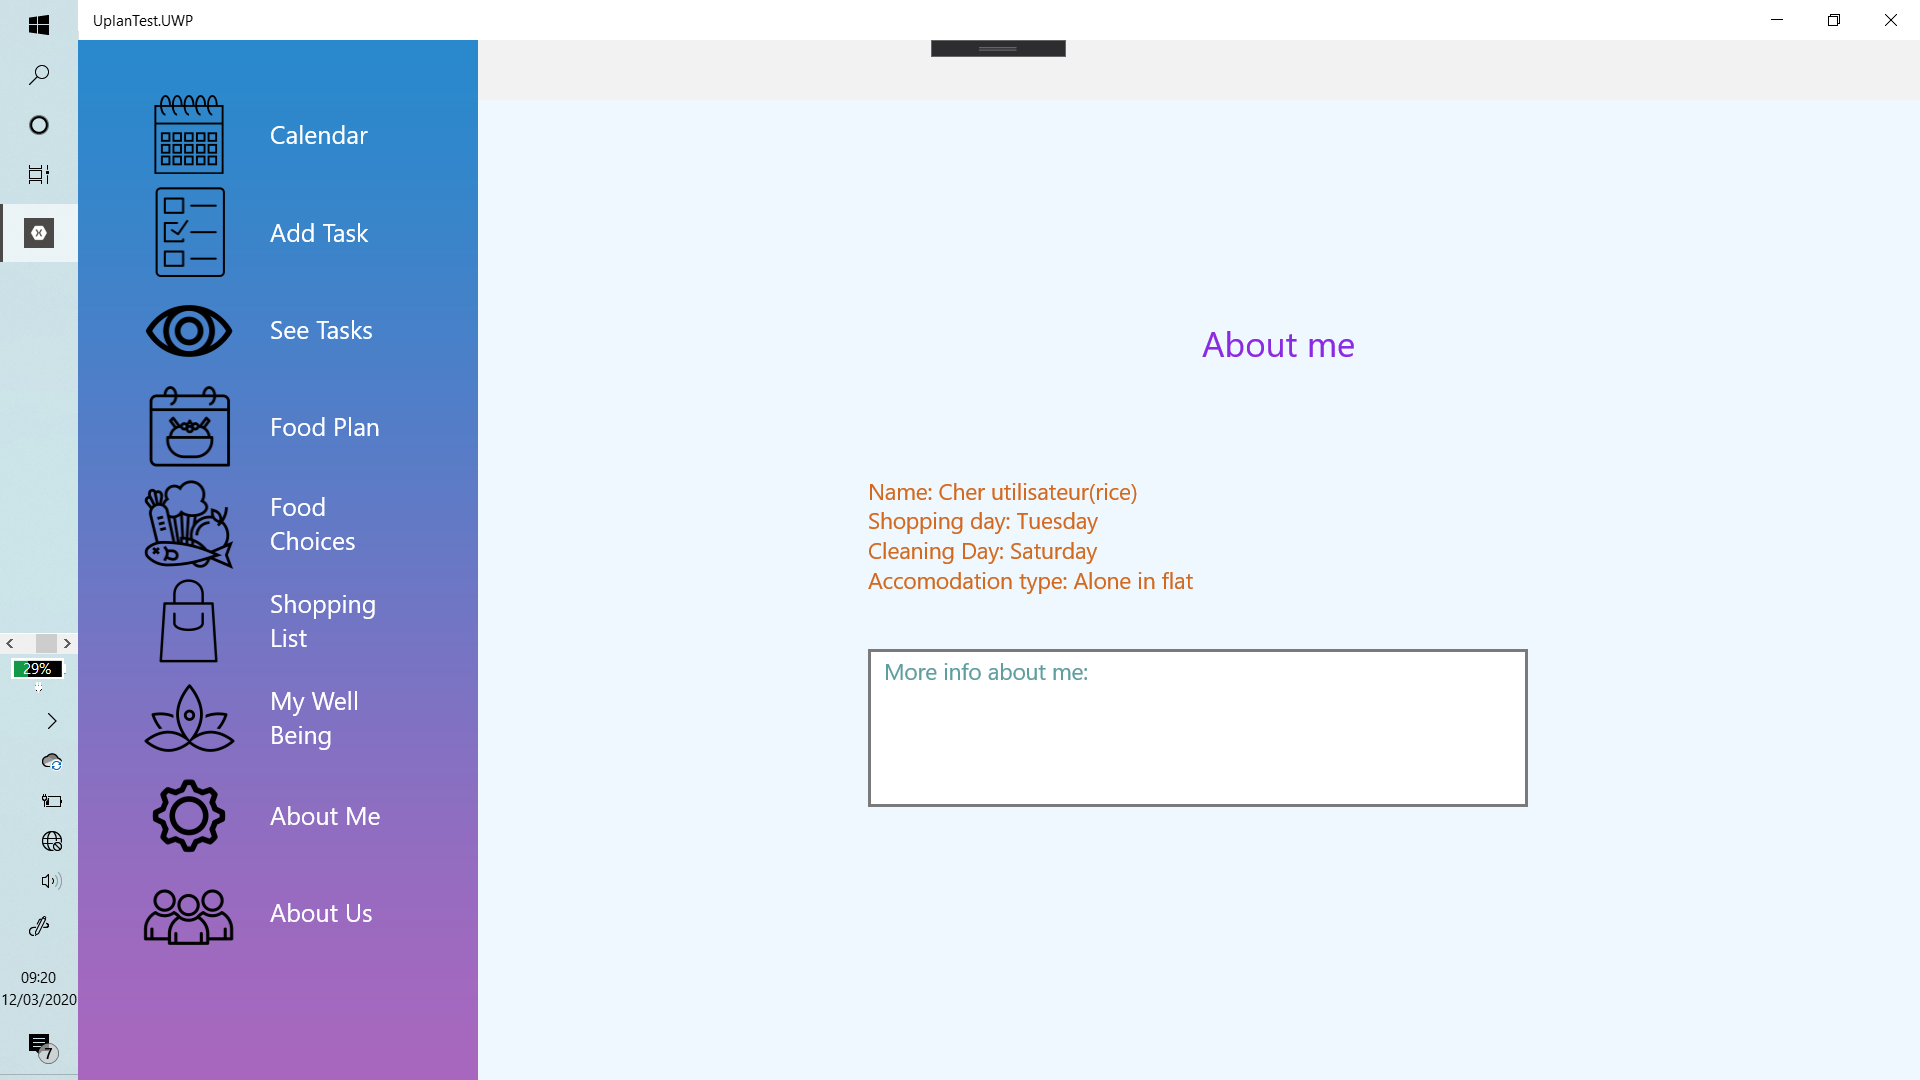 UplanTest.UWP
Calendar
Add Task
See Tasks
Food Plan
Food
Choices
Shopping
List
My Well
Being
About Me
About Us
About me
Name: Cher utilisateur(rice)
Shopping day: Tuesday
Cleaning Day: Saturday
Accomodation type: Alone in flat
More info about me:
29%
09:20
12/03/2020
7